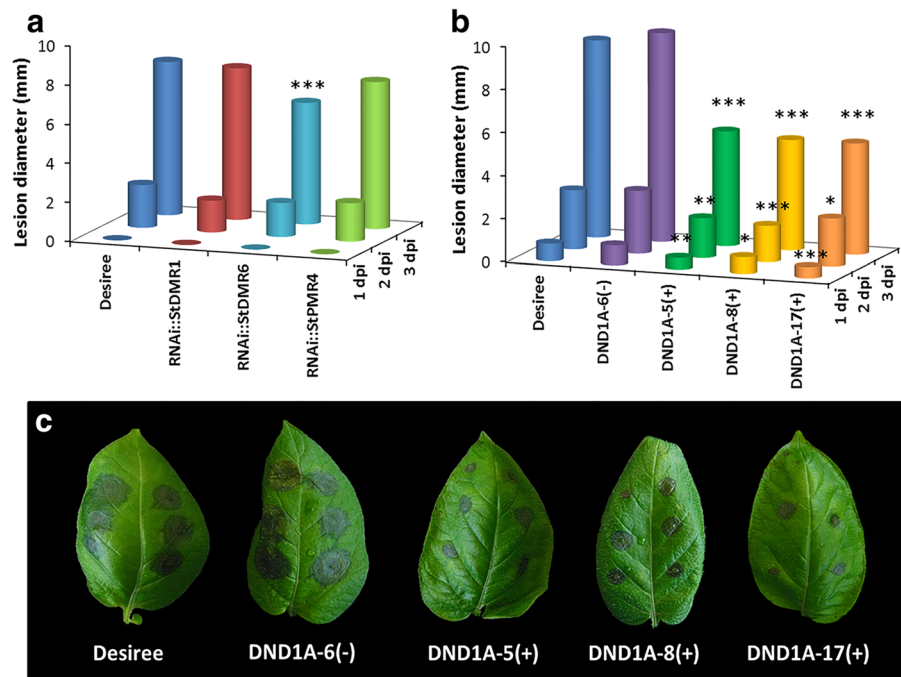 a
Lesion diameter (mm)
10
8
6
4
2
0
***
Desiree
RNAi::StDMR1
RNAi::StDMR6
RNAi::StPMR4
1 dpi
2 dpi
3 dpi
b
Lesion diameter (mm)
10
8
6
4
2
0
*** *** ***
** *** *
** * ***
Desiree
DND1A-6(-)
DND1A-5(+)
DND1A-8(+)
DND1A-17(+)
1 dpi
2 dpi
3 dpi
c
Desiree DND1A-6(-) DND1A-5(+) DND1A-8(+) DND1A-17(+)